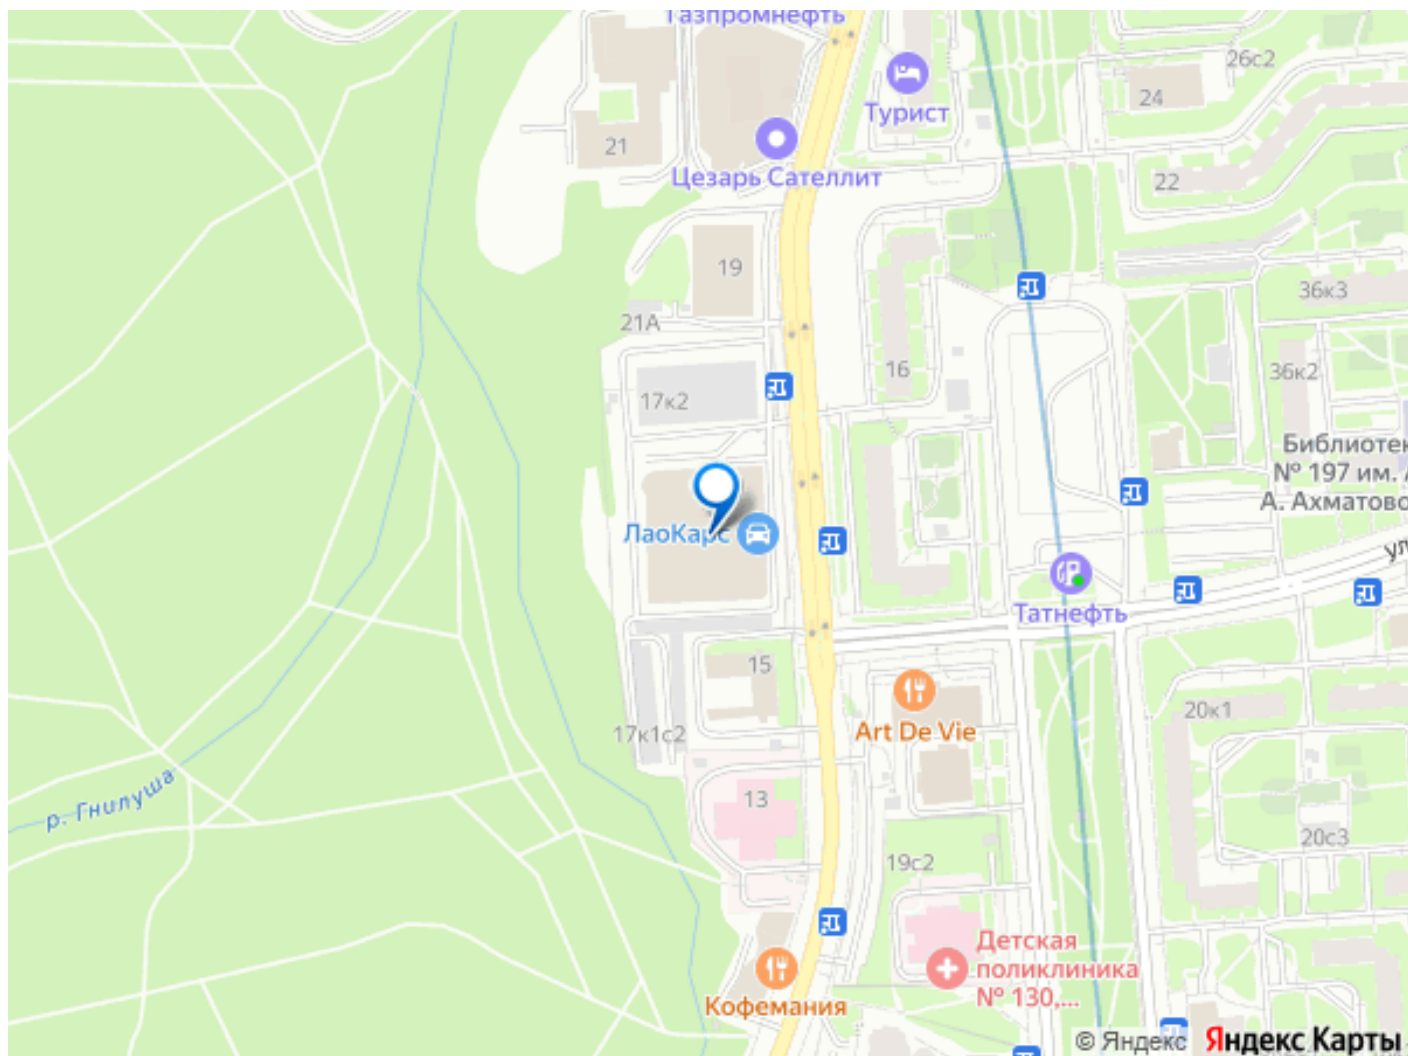 Газпромнефть
26с2
24
Турист
21
Цезарь Сателлит
22
19
36к3
21А
16
36к2
17к2
Библиотек
№ 197 им. А
А. Ахматово
ЛаоКарс
ул
Татнефть
15
20к1
17к1с2
Art De Vie
р. Гнилуша
13
20с3
19с2
Детская
поликлиника
№ 130,...
Кофемания
© Яндекс Яндекс Карты